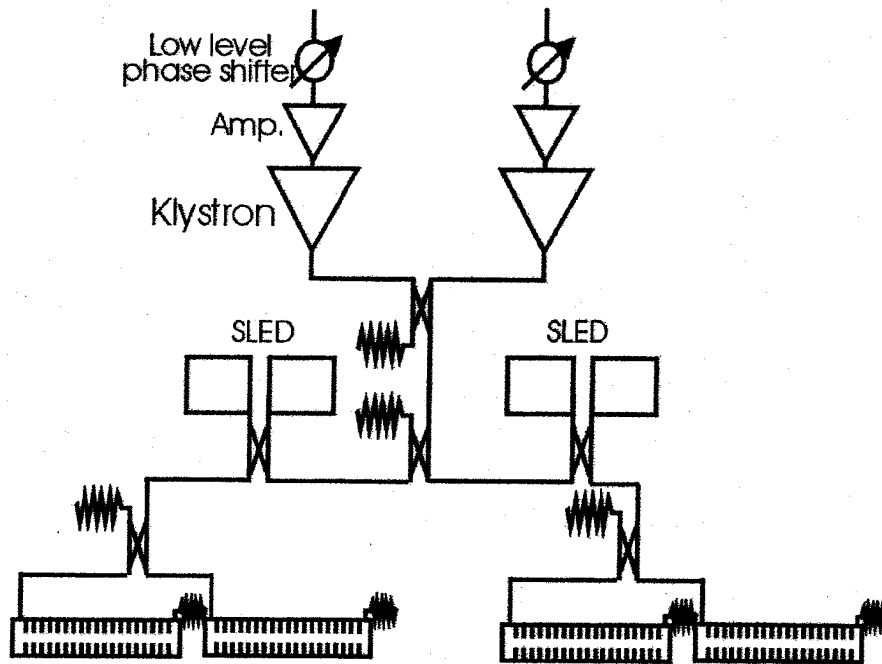 Low level
phase shifter
Amp.
Klystron
SLED
SLED